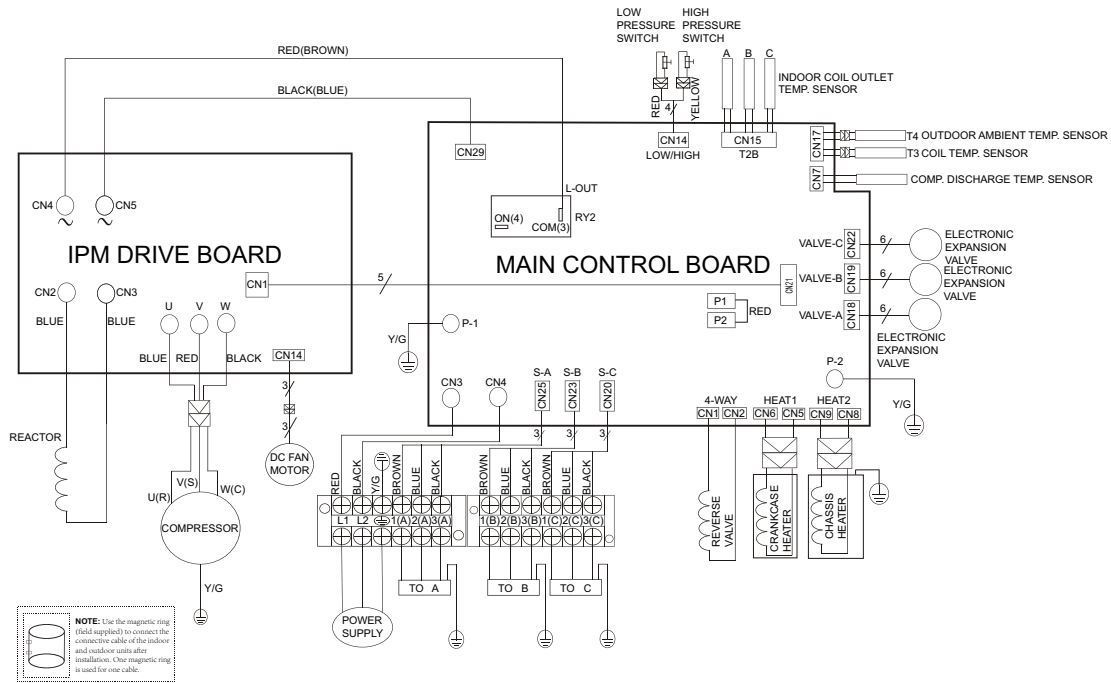 LOW
PRESSURE
SWITCH
HIGH
PRESSURE
SWITCH
A B C
INDOOR COIL OUTLET
TEMP. SENSOR
RED(BROWN)
BLACK(BLUE)
RED
4
YELLOW
CN29
CN14
LOW/HIGH
CN15
T2B
CN17
T4 OUTDOOR AMBIENT TEMP. SENSOR
T3 COIL TEMP. SENSOR
CN7
COMP. DISCHARGE TEMP. SENSOR
CN4
CN5
L-OUT
ON(4)
COM(3)
RY2
IPM DRIVE BOARD
MAIN CONTROL BOARD
VALVE-C
CN22
6
ELECTRONIC
EXPANSION
VALVE
VALVE-B
CN19
6
ELECTRONIC
EXPANSION
VALVE
VALVE-A
CN18
6
ELECTRONIC
EXPANSION
VALVE
CN2
CN3
CN1
5
CN21
P1
P2
RED
BLUE
BLUE
U V W
BLUE
RED
BLACK
CN14
3
3
DC FAN
MOTOR
Y/G
P-1
P-2
Y/G
CN3
CN4
S-A
CN25
S-B
CN23
S-C
CN20
3
3
3
4-WAY
CN1
CN2
HEAT1
CN6
CN5
HEAT2
CN9
CN8
REACTOR
V(S)
U(R)
W(C)
COMPRESSOR
Y/G
RED
BLACK
Y/G
BROWN
BLUE
BLACK
BROWN
BLUE
BLACK
BROWN
BLUE
BLACK
L1 L2 1(A) 2(A) 3(A)
1(B) 2(B) 3(B) 1(C) 2(C) 3(C)
TO A
TO B
TO C
POWER
SUPPLY
REVERSE
VALVE
CRANKCASE
HEATER
CHASSIS
HEATER
NOTE: Use the magnetic ring
(field supplied) to connect the
connective cable of the indoor
and outdoor units after
installation. One magnetic ring
is used for one cable.